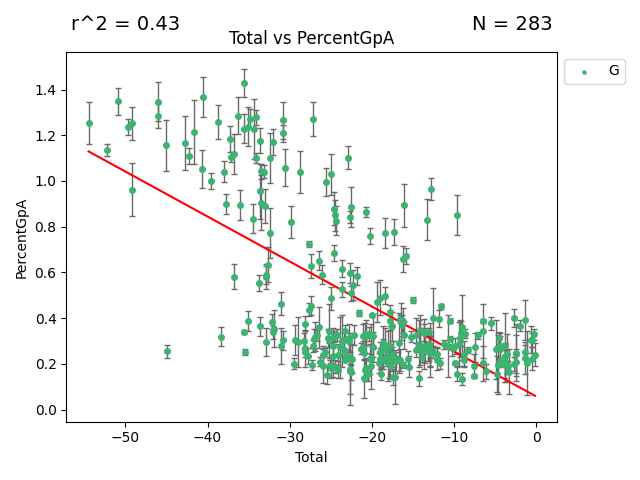 r^2 = 0.43
N = 283
Total vs PercentGpA
G
PercentGpA
1.4
1.2
1.0
0.8
0.6
0.4
0.2
0.0
−50 −40 −30 −20 −10 0
Total